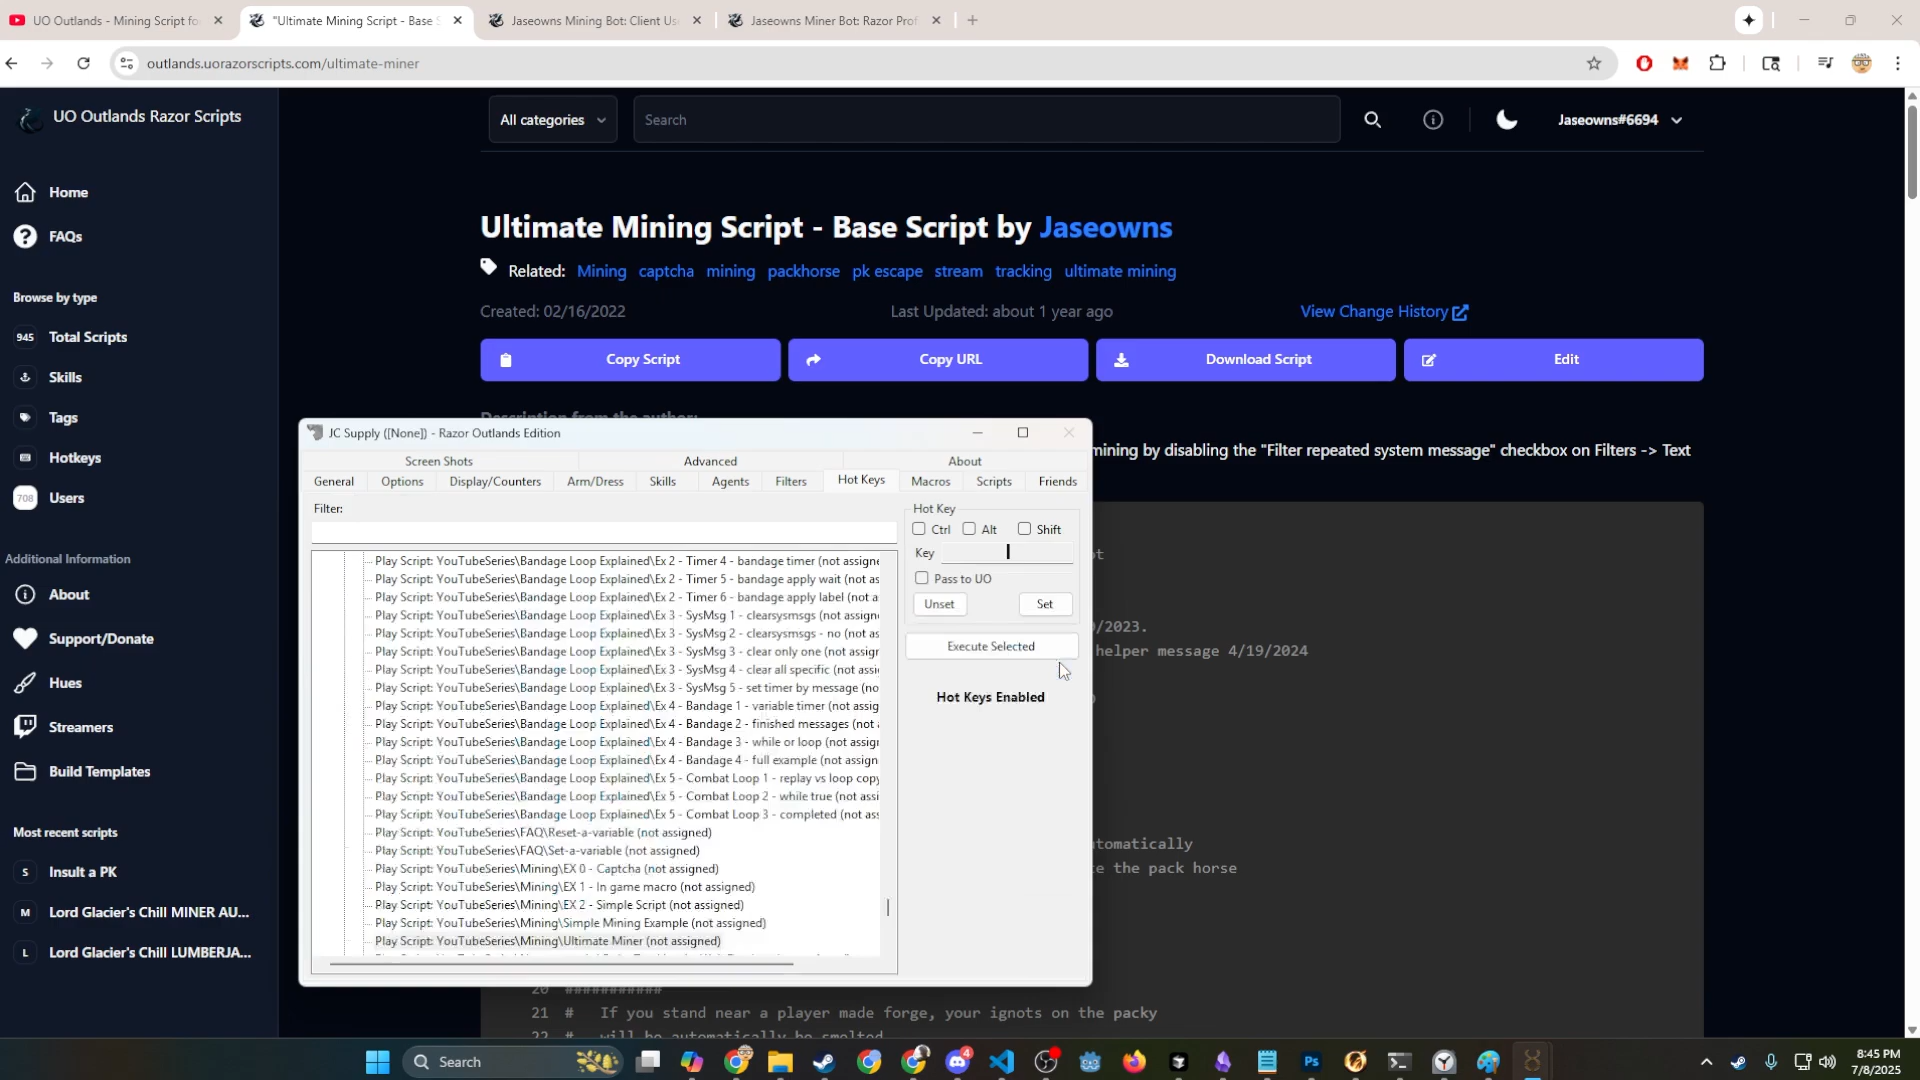 UO Outlands - Mining Script fo
"Ultimate Mining Script - Base S
Jaseowns Mining Bot: Client Us
Jaseowns Miner Bot: Razor Prof
outlands.uorazorscripts.com/ultimate-miner
UO Outlands Razor Scripts
All categories
Search
Jaseowns#6694
Home
FAQs
Browse by type
945
Total Scripts
Skills
Tags
Hotkeys
708
Users
Additional Information
About
Support/Donate
Hues
Streamers
Build Templates
Most recent scripts
S
Insult a PK
M
Lord Glacier's Chill MINER AU...
L
Lord Glacier's Chill LUMBERJA...
Ultimate Mining Script - Base Script by Jaseowns
Related: Mining captcha mining packhorse pk escape stream tracking ultimate mining
Created: 02/16/2022
Last Updated: about 1 year ago
View Change History
Copy Script
Copy URL
Download Script
Edit
Description from the author:
mining by disabling the "Filter repeated system message" checkbox on Filters -> Text
ot
/2023.
helper message 4/19/2024
utomatically
te the pack horse
20 ##########
21 # If you stand near a player made forge, your ignots on the packy
22 # will be automatically be smelted
JC Supply ([None]) - Razor Outlands Edition
Screen Shots
Advanced
About
General
Options
Display/Counters
Arm/Dress
Skills
Agents
Filters
Hot Keys
Macros
Scripts
Friends
Filter:
Play Script: YouTubeSeries\Bandage Loop Explained\Ex 2 - Timer 4 - bandage timer (not assigne
Play Script: YouTubeSeries\Bandage Loop Explained\Ex 2 - Timer 5 - bandage apply wait (not as
Play Script: YouTubeSeries\Bandage Loop Explained\Ex 2 - Timer 6 - bandage apply label (not a
Play Script: YouTubeSeries\Bandage Loop Explained\Ex 3 - SysMsg 1 - clearsysmsgs (not assigne
Play Script: YouTubeSeries\Bandage Loop Explained\Ex 3 - SysMsg 2 - clearsysmsgs - no (not as
Play Script: YouTubeSeries\Bandage Loop Explained\Ex 3 - SysMsg 3 - clear only one (not assigr
Play Script: YouTubeSeries\Bandage Loop Explained\Ex 3 - SysMsg 4 - clear all specific (not assi
Play Script: YouTubeSeries\Bandage Loop Explained\Ex 3 - SysMsg 5 - set timer by message (no
Play Script: YouTubeSeries\Bandage Loop Explained\Ex 4 - Bandage 1 - variable timer (not assig
Play Script: YouTubeSeries\Bandage Loop Explained\Ex 4 - Bandage 2 - finished messages (not a
Play Script: YouTubeSeries\Bandage Loop Explained\Ex 4 - Bandage 3 - while or loop (not assign
Play Script: YouTubeSeries\Bandage Loop Explained\Ex 4 - Bandage 4 - full example (not assign
Play Script: YouTubeSeries\Bandage Loop Explained\Ex 5 - Combat Loop 1 - replay vs loop copy
Play Script: YouTubeSeries\Bandage Loop Explained\Ex 5 - Combat Loop 2 - while true (not assi
Play Script: YouTubeSeries\Bandage Loop Explained\Ex 5 - Combat Loop 3 - completed (not ass
Play Script: YouTubeSeries\FAQ\Reset-a-variable (not assigned)
Play Script: YouTubeSeries\FAQ\Set-a-variable (not assigned)
Play Script: YouTubeSeries\Mining\EX 0 - Captcha (not assigned)
Play Script: YouTubeSeries\Mining\EX 1 - In game macro (not assigned)
Play Script: YouTubeSeries\Mining\EX 2 - Simple Script (not assigned)
Play Script: YouTubeSeries\Mining\Simple Mining Example (not assigned)
Play Script: YouTubeSeries\Mining\Ultimate Miner (not assigned)
Hot Key
Ctrl
Alt
Shift
Key
Pass to UO
Unset
Set
Execute Selected
Hot Keys Enabled
Search
4
Ps
8:45 PM
7/8/2025